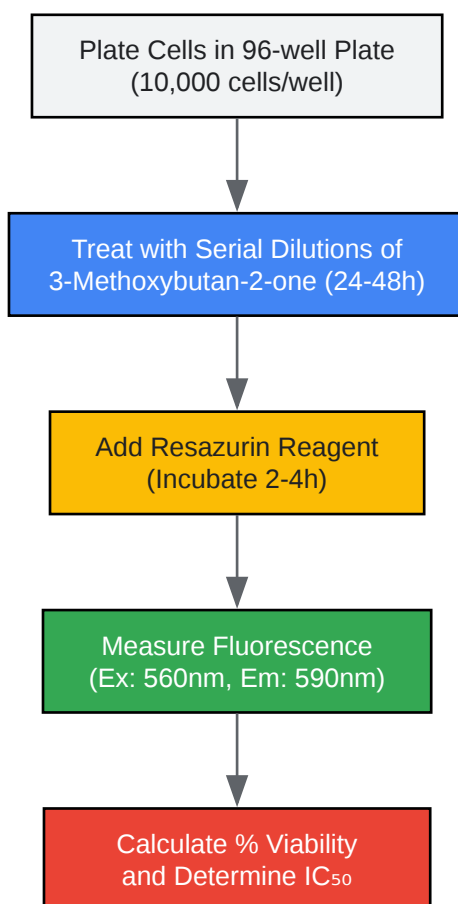 Plate Cells in 96-well Plate
(10,000 cells/well)
Treat with Serial Dilutions of
3-Methoxybutan-2-one (24-48h)
Add Resazurin Reagent
(Incubate 2-4h)
Measure Fluorescence
(Ex: 560nm, Em: 590nm)
Calculate % Viability
and Determine IC₅₀